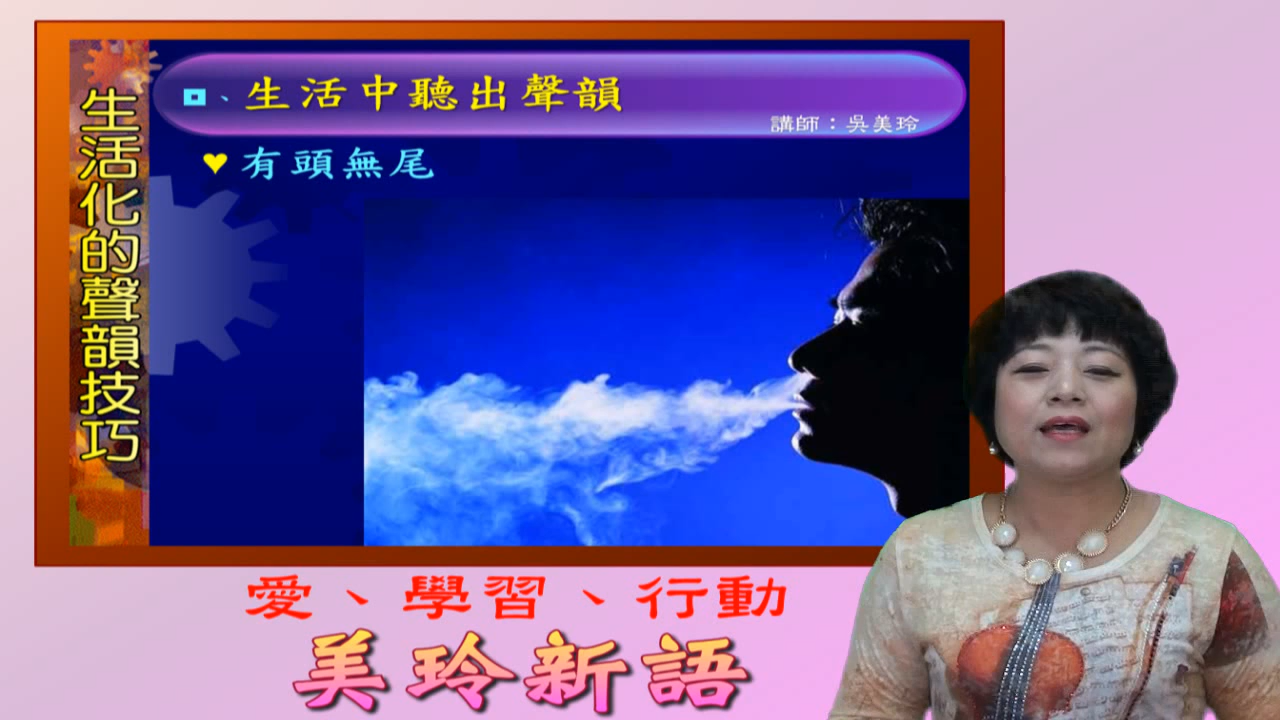 生活化的聲韻技巧
、生活中聽出聲韻
講師：吳美玲
有頭無尾
愛、學習、行動
美玲新語